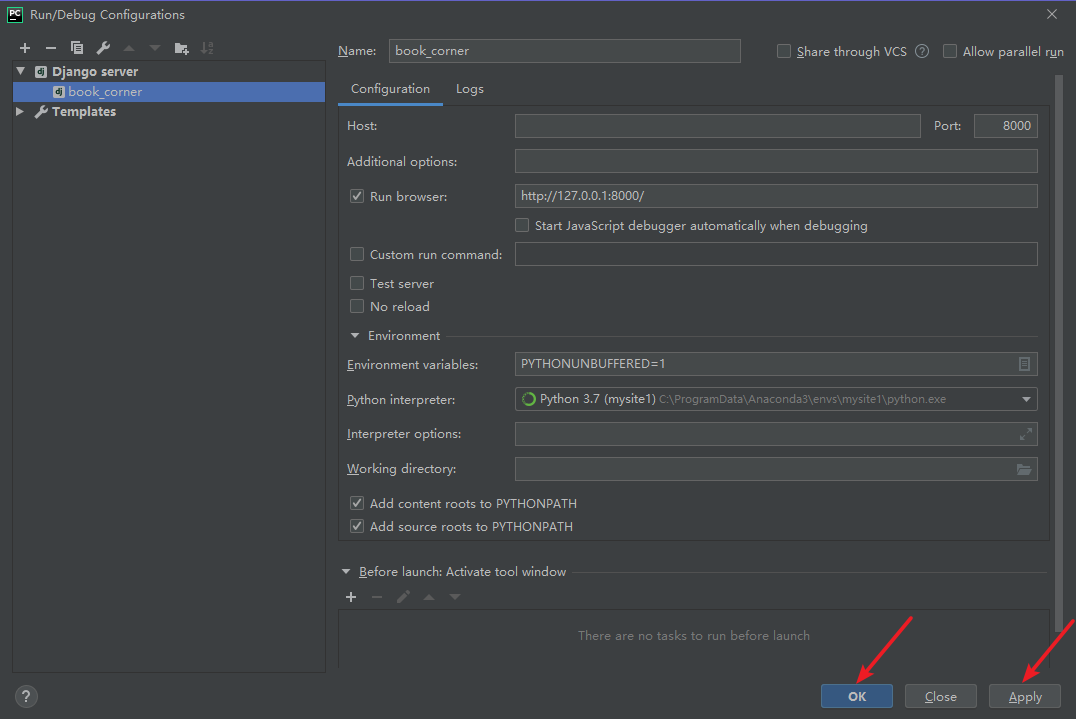 PC Run/Debug Configurations
Name: book_corner Share through VCS ? Allow parallel run
dj Django server
dj book_corner
Templates
Configuration Logs
Host: Port: 8000
Additional options:
Run browser: http://127.0.0.1:8000/
Start JavaScript debugger automatically when debugging
Custom run command:
Test server
No reload
Environment
Environment variables: PYTHONUNBUFFERED=1
Python interpreter: Python 3.7 (mysite1) C:\ProgramData\Anaconda3\envs\mysite1\python.exe
Interpreter options:
Working directory:
Add content roots to PYTHONPATH
Add source roots to PYTHONPATH
Before launch: Activate tool window
There are no tasks to run before launch
? OK Close Apply